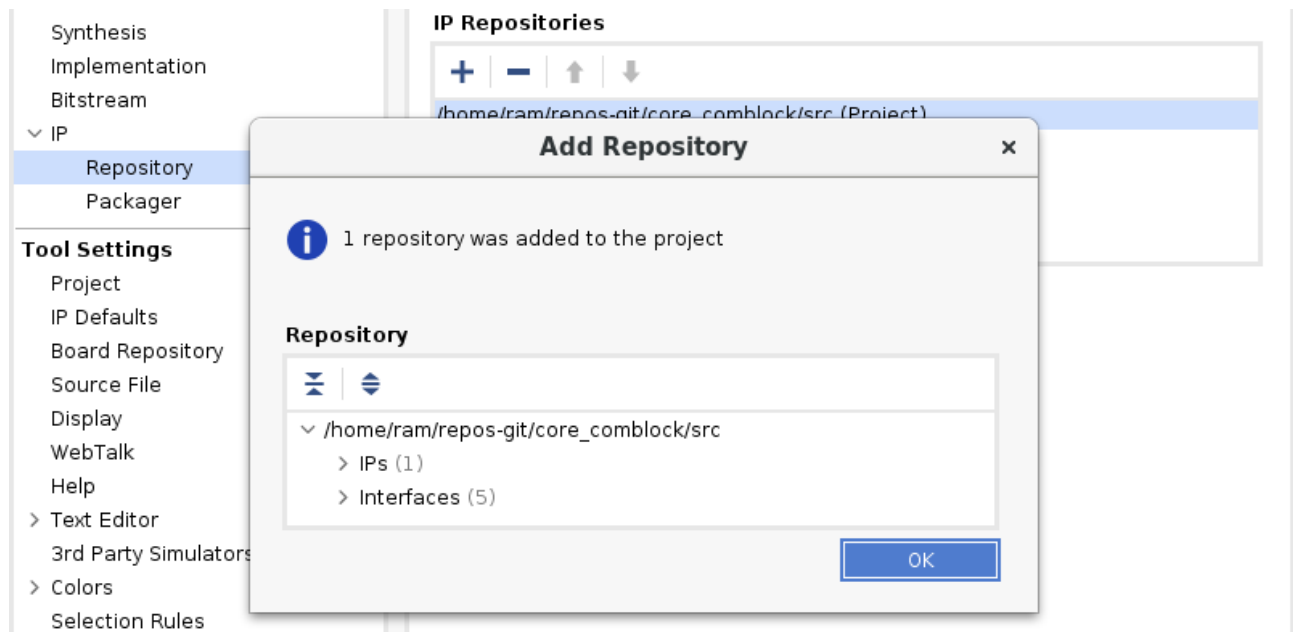 Synthesis
Implementation
Bitstream
IP
Repository
Packager
Tool Settings
Project
IP Defaults
Board Repository
Source File
Display
WebTalk
Help
Text Editor
3rd Party Simulators
Colors
Selection Rules
IP Repositories
/home/ram/repos-git/core_comblock/src (Project)
Add Repository
1 repository was added to the project
Repository
/home/ram/repos-git/core_comblock/src
IPs (1)
Interfaces (5)
OK